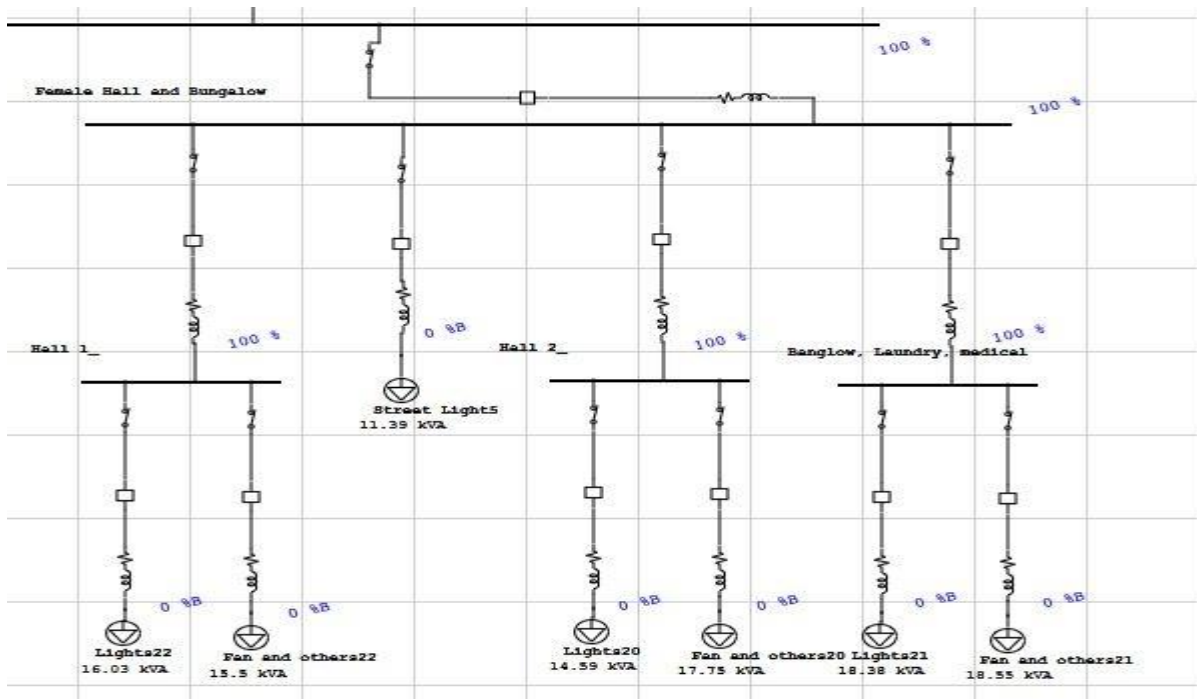 100 %
Female Hall and Bungalow
100 %
Hall 1_
100 %
0 %B
Hall 2_
100 %
Banglow, Laundry, medical
100 %
Street Light5
11.39 kVA
0 %B
0 %B
0 %B
0 %B
0 %B
0 %B
Lights22
16.03 kVA
Fan and others22
15.5 kVA
Lights20
14.59 kVA
Fan and others20
17.75 kVA
Lights21
18.38 kVA
Fan and others21
18.55 kVA